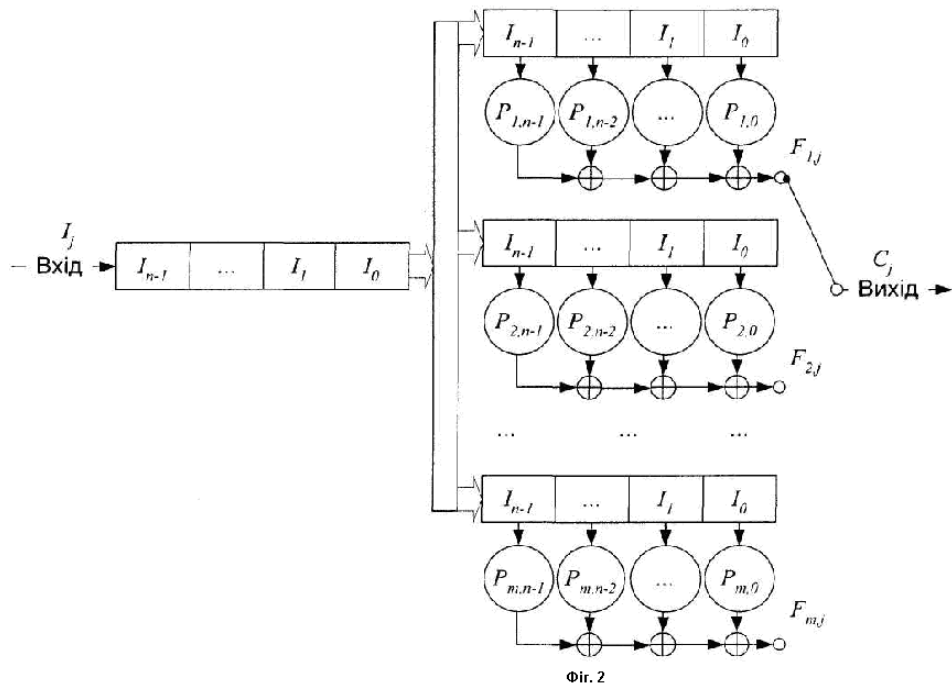 I_{n-1} ... I_1 I_0
P_{1,n-1} P_{1,n-2} ... P_{1,0}
F_{1,j}
I_j
Вхід
I_{n-1} ... I_1 I_0
I_{n-1} ... I_1 I_0
P_{2,n-1} P_{2,n-2} ... P_{2,0}
F_{2,j}
C_j
Вихід
... ... ...
I_{n-1} ... I_1 I_0
P_{m,n-1} P_{m,n-2} ... P_{m,0}
F_{m,j}
Фіг. 2